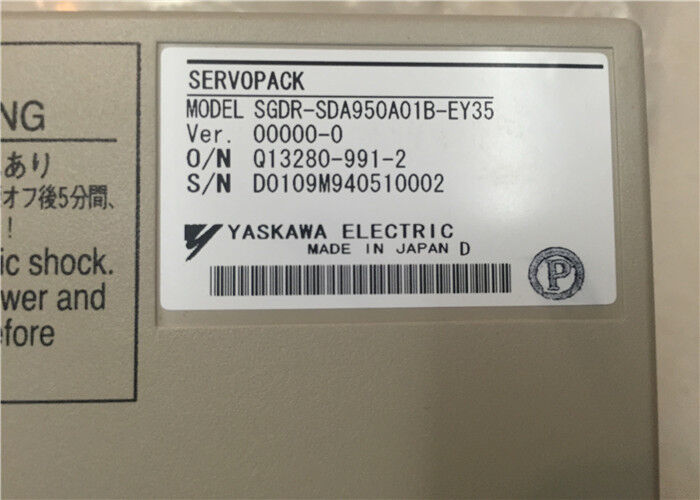 NG
あり
オフ後5分間、
!
ic shock.
wer and
efore
SERVOPACK
MODEL SGDR-SDA950A01B-EY35
Ver. 00000-0
O/N Q13280-991-2
S/N D0109M940510002
YASKAWA ELECTRIC
MADE IN JAPAN D
P